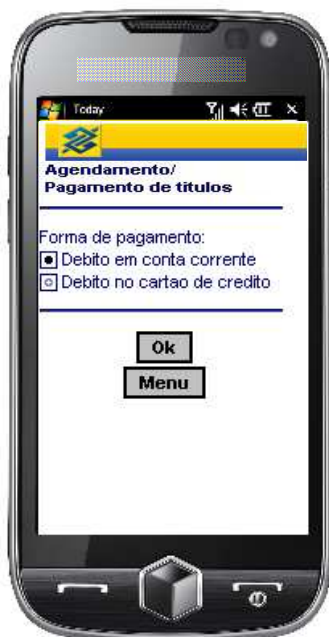 Today
Agendamento/
Pagamento de titulos
Forma de pagamento:
Debito em conta corrente
Debito no cartao de credito
Ok
Menu